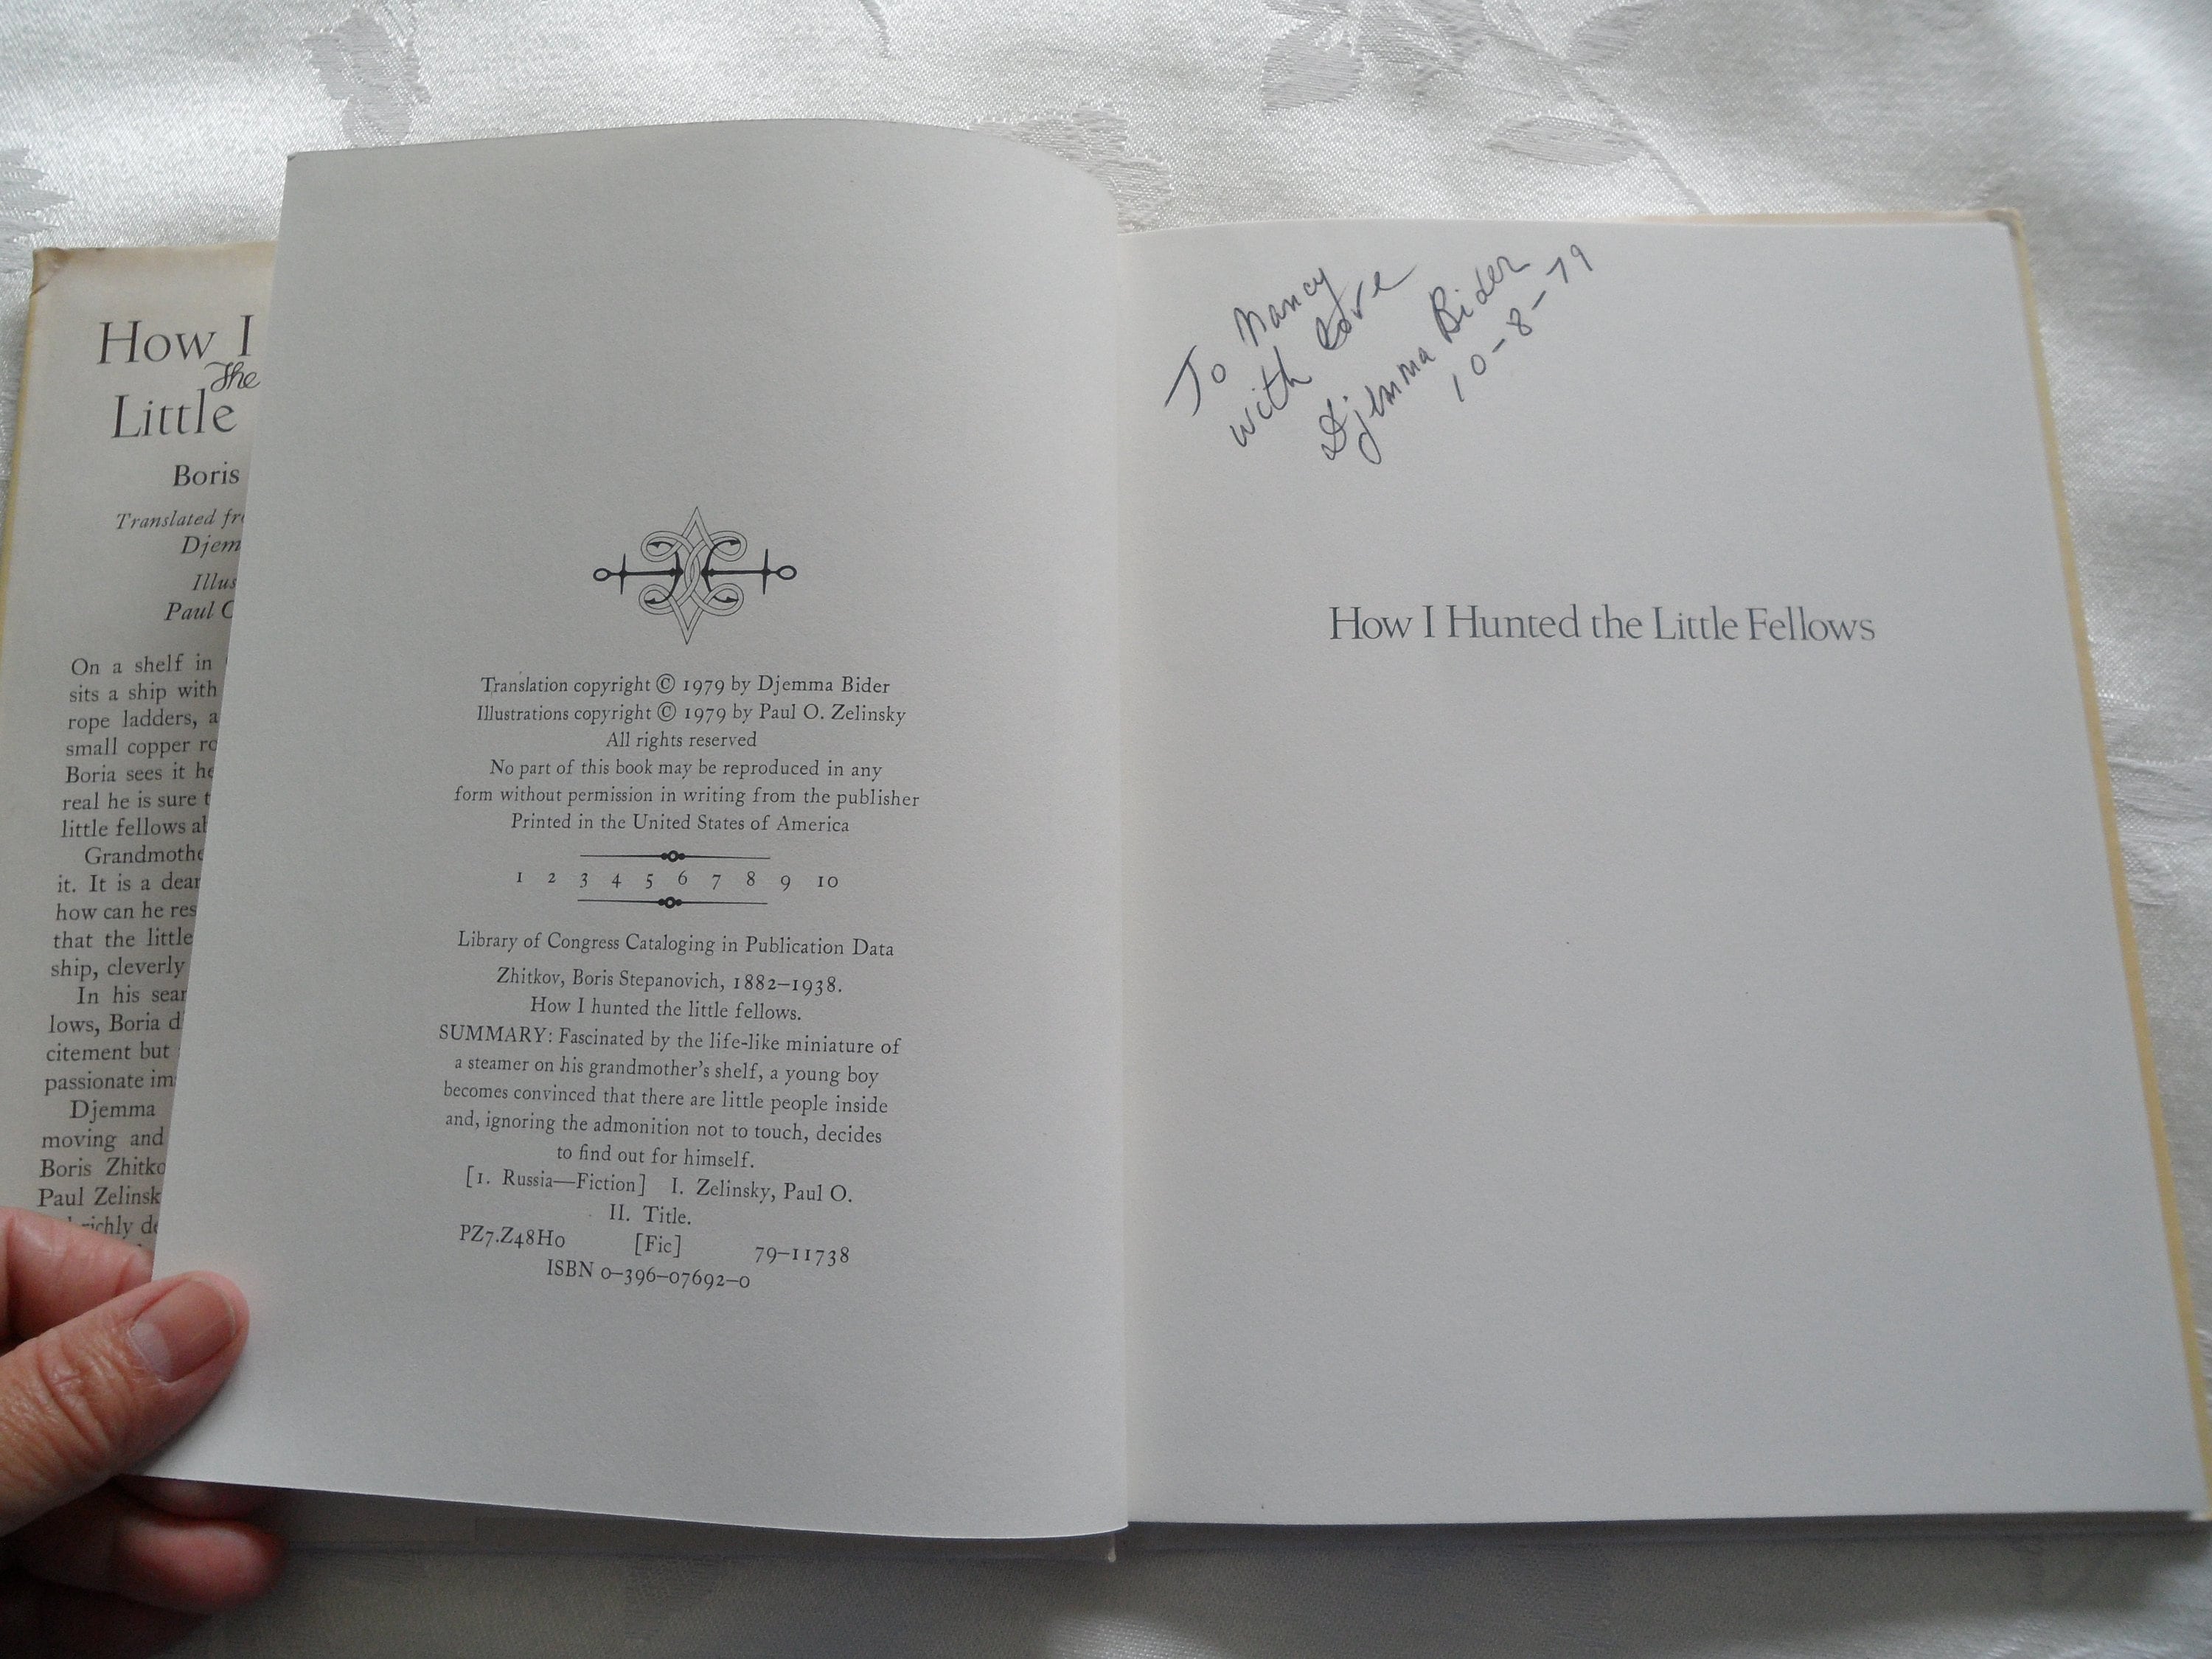 How I
The
Little
Boris
Translated
Djem
Illus
Paul
On a shelf in
sits a ship with
rope ladders, a
small copper
Boria sees it
real he is sure
little fellows
Grandmothe
it. It is a dear
how can he res
that the little
ship, cleverly
In his sear
lows, Boria
citement but
passionate im
Djemma
moving and
Boris Zhitko
Paul Zelinsk
richly
Translation copyright © 1979 by Djemma Bider
Illustrations copyright © 1979 by Paul O. Zelinsky
All rights reserved
No part of this book may be reproduced in any
form without permission in writing from the publisher
Printed in the United States of America
1 2 3 4 5 6 7 8 9 10
Library of Congress Cataloging in Publication Data
Zhitkov, Boris Stepanovich, 1882–1938.
How I hunted the little fellows.
SUMMARY: Fascinated by the life-like miniature of
a steamer on his grandmother's shelf, a young boy
becomes convinced that there are little people inside
and, ignoring the admonition not to touch, decides
to find out for himself.
[1. Russia—Fiction] I. Zelinsky, Paul O.
II. Title.
PZ7.Z48Ho [Fic] 79–11738
ISBN 0–396–07692–0
To Nancy
with love
Djemma Bider
10-8-79
How I Hunted the Little Fellows